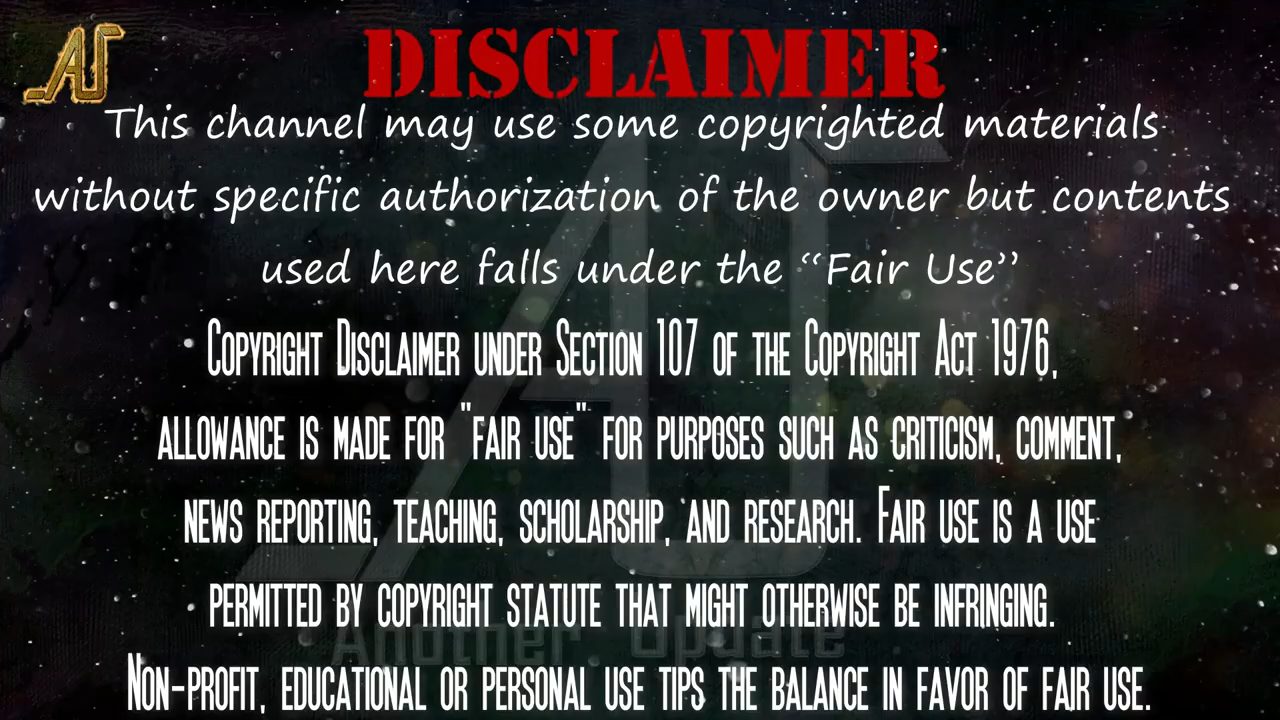 DISCLAIMER
This channel may use some copyrighted materials
without specific authorization of the owner but contents
used here falls under the “Fair Use”
Copyright Disclaimer under Section 107 of the Copyright Act 1976,
allowance is made for "fair use" for purposes such as criticism, comment,
news reporting, teaching, scholarship, and research. Fair use is a use
permitted by copyright statute that might otherwise be infringing.
Another Update
Non-profit, educational or personal use tips the balance in favor of fair use.